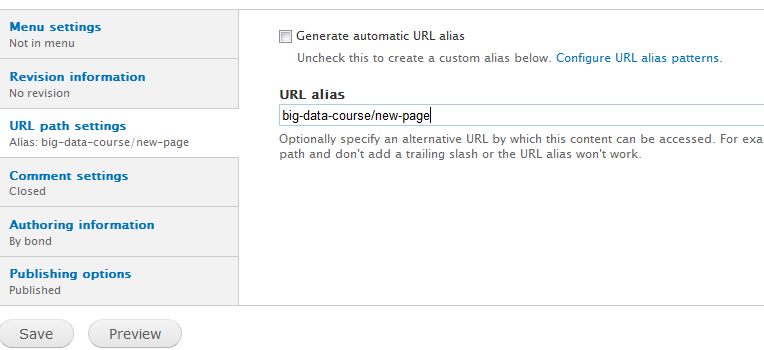 Menu settings
Not in menu
Revision information
No revision
URL path settings
Alias: big-data-course/new-page
Comment settings
Closed
Authoring information
By bond
Publishing options
Published
Generate automatic URL alias
Uncheck this to create a custom alias below. Configure URL alias patterns.
URL alias
big-data-course/new-page
Optionally specify an alternative URL by which this content can be accessed. For exa
path and don't add a trailing slash or the URL alias won't work.
Save
Preview